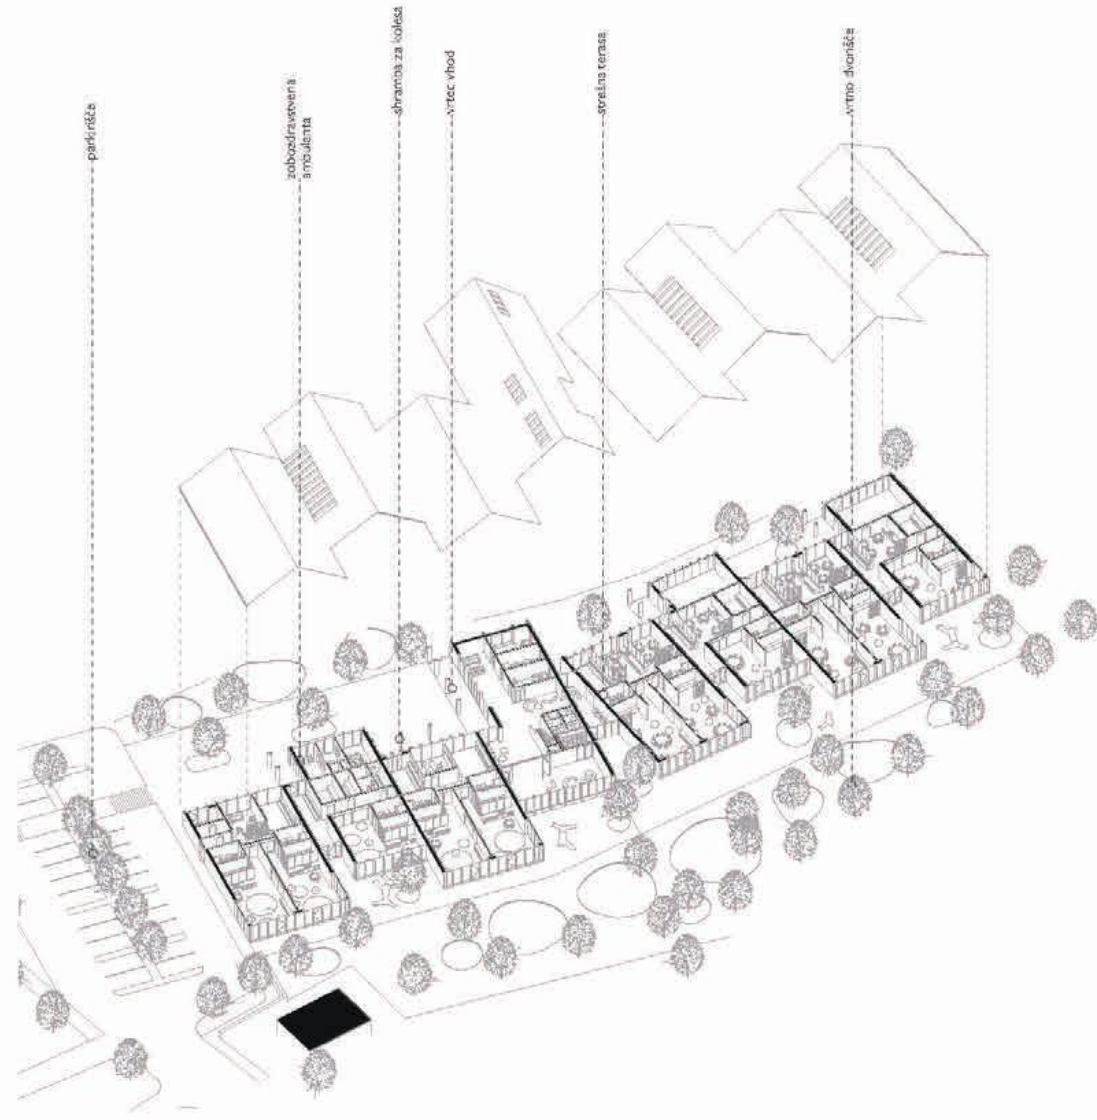 parkirišče
zobozdravstvena
ambulanta
shramba za kolesa
vrtec vhod
strešna terasa
vrtno dvorišče